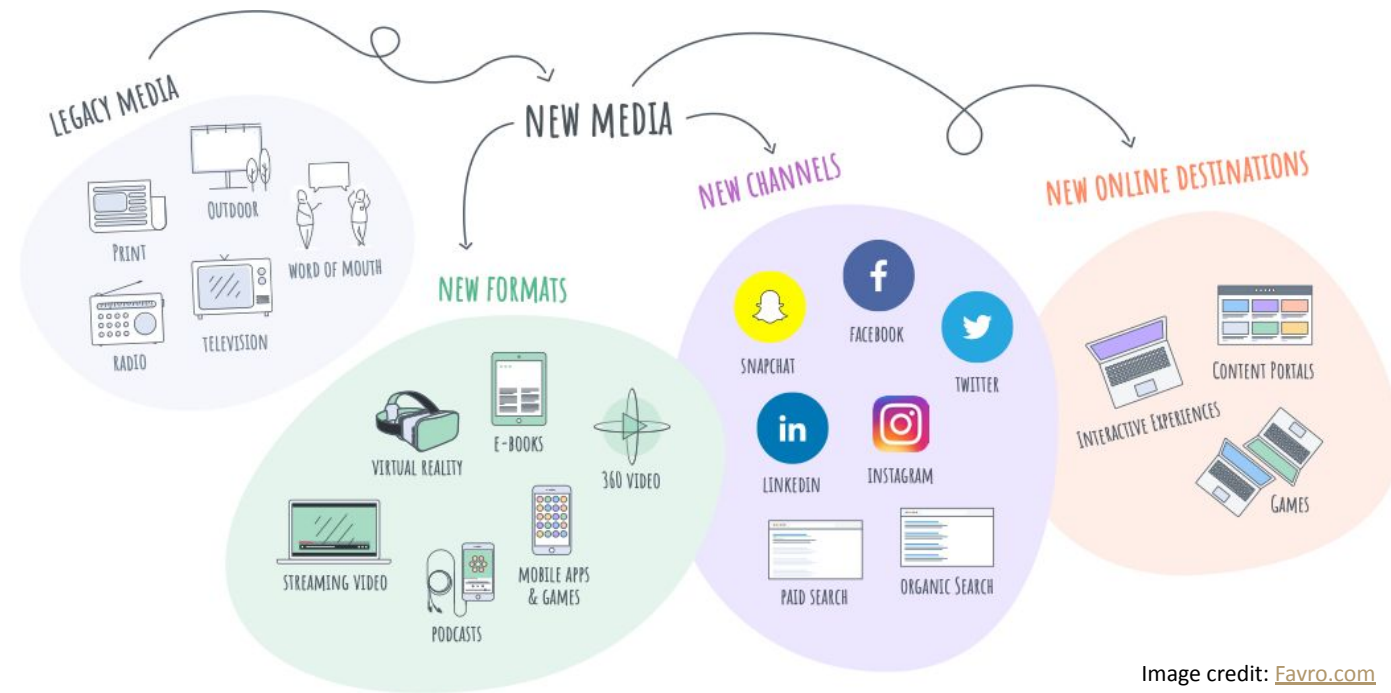 LEGACY MEDIA
OUTDOOR
PRINT
WORD OF MOUTH
RADIO
TELEVISION
NEW MEDIA
NEW FORMATS
VIRTUAL REALITY
E-BOOKS
360 VIDEO
STREAMING VIDEO
PODCASTS
MOBILE APPS
& GAMES
NEW CHANNELS
SNAPCHAT
f
FACEBOOK
TWITTER
in
LINKEDIN
INSTAGRAM
PAID SEARCH
ORGANIC SEARCH
NEW ONLINE DESTINATIONS
INTERACTIVE EXPERIENCES
CONTENT PORTALS
GAMES
Image credit: Favro.com